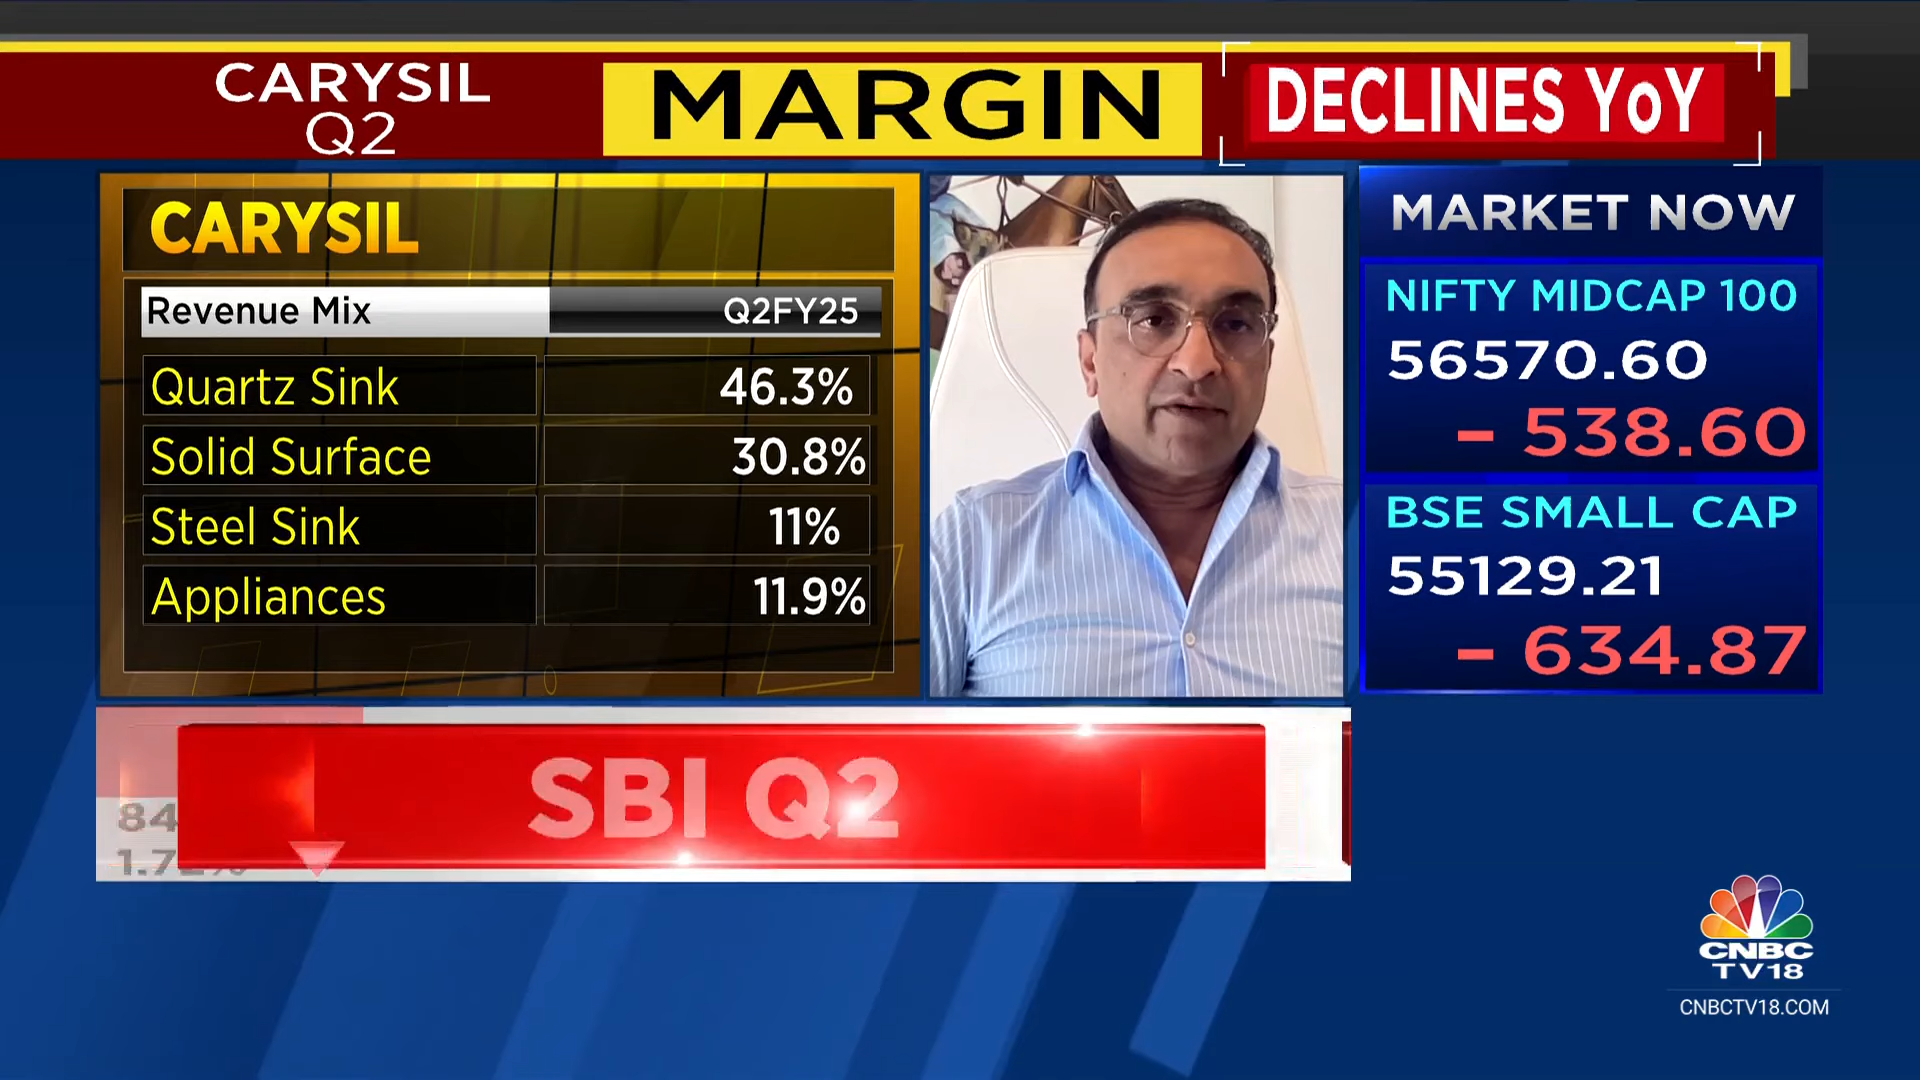 CARYSIL
Q2
MARGIN
DECLINES YoY
CARYSIL
Revenue Mix Q2FY25
Quartz Sink 46.3%
Solid Surface 30.8%
Steel Sink 11%
Appliances 11.9%
MARKET NOW
NIFTY MIDCAP 100
56570.60
- 538.60
BSE SMALL CAP
55129.21
- 634.87
SBI Q2
CNBC
TV18
CNBCTV18.COM